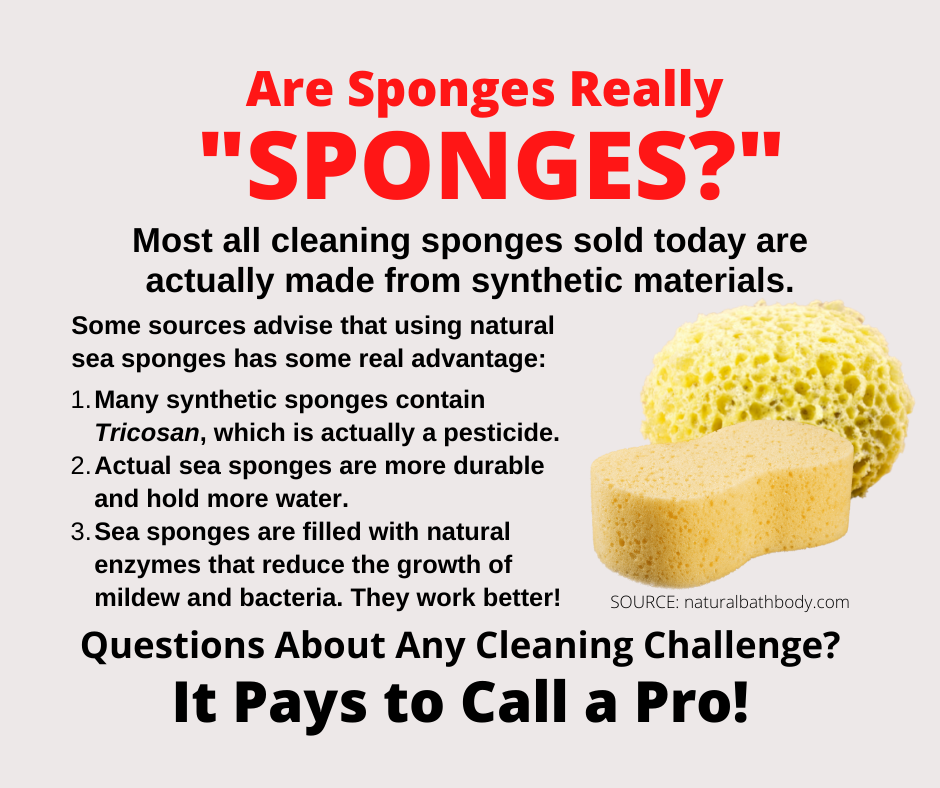 Are Sponges Really
"SPONGES?"
Most all cleaning sponges sold today are
actually made from synthetic materials.
Some sources advise that using natural
sea sponges has some real advantage:
1. Many synthetic sponges contain
Tricosan, which is actually a pesticide.
2. Actual sea sponges are more durable
and hold more water.
3. Sea sponges are filled with natural
enzymes that reduce the growth of
mildew and bacteria. They work better!
SOURCE: naturalbathbody.com
Questions About Any Cleaning Challenge?
It Pays to Call a Pro!